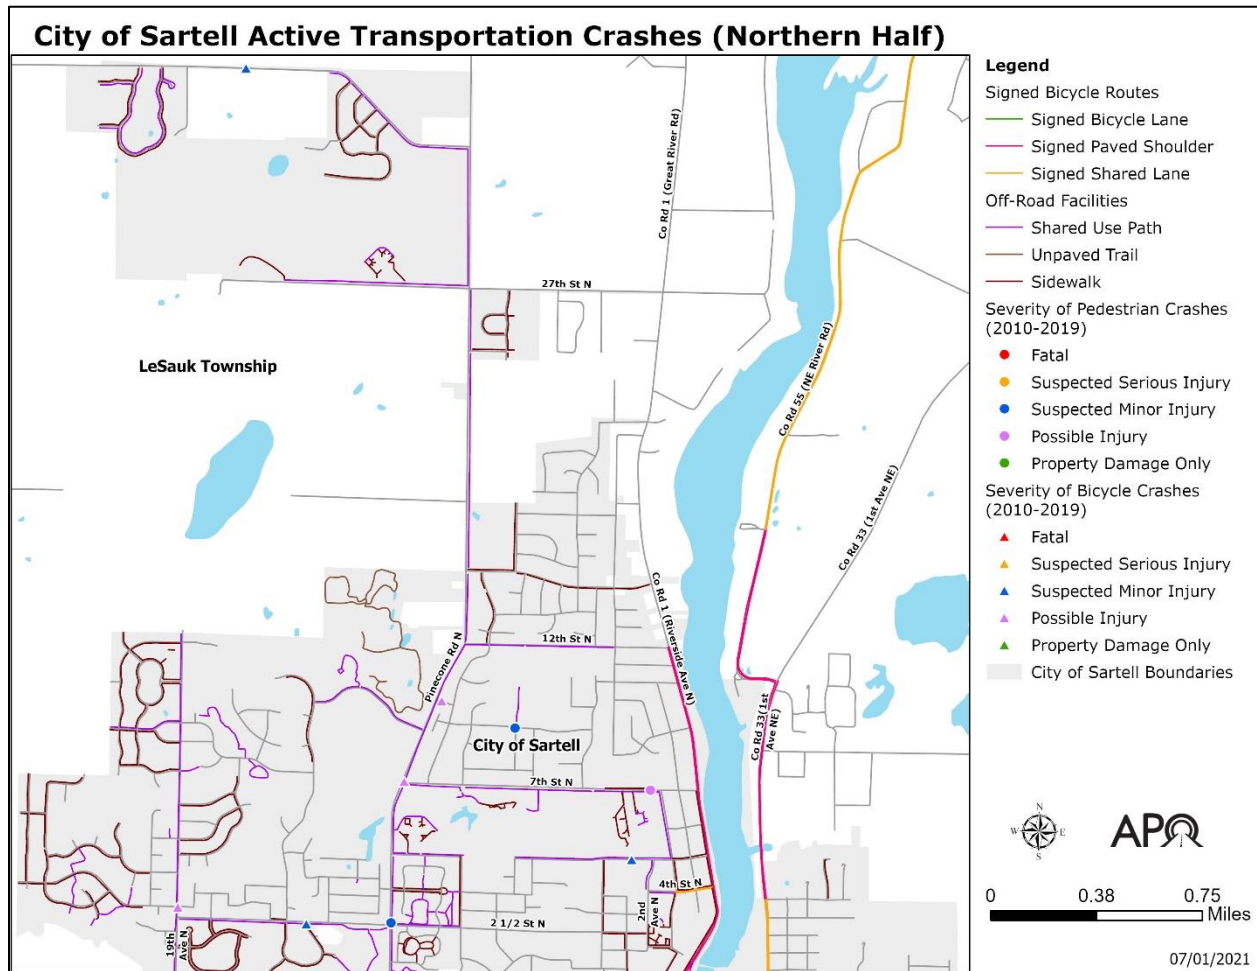 City of Sartell Active Transportation Crashes (Northern Half)
Co Rd 1 (Great River Rd)
27th St N
LeSauk Township
Co Rd 55 (NE River Rd)
Co Rd 33 (1st Ave NE)
Co Rd 1 (Riverside Ave N)
12th St N
Pinecone Rd N
Co Rd 33(1st
Ave NE)
City of Sartell
7th St N
4th St N
2nd
Ave N
2 1/2 St N
19th
Ave N
Legend
Signed Bicycle Routes
Signed Bicycle Lane
Signed Paved Shoulder
Signed Shared Lane
Off-Road Facilities
Shared Use Path
Unpaved Trail
Sidewalk
Severity of Pedestrian Crashes
(2010-2019)
Fatal
Suspected Serious Injury
Suspected Minor Injury
Possible Injury
Property Damage Only
Severity of Bicycle Crashes
(2010-2019)
Fatal
Suspected Serious Injury
Suspected Minor Injury
Possible Injury
Property Damage Only
City of Sartell Boundaries
N
W E
S
APO
0 0.38 0.75
Miles
07/01/2021